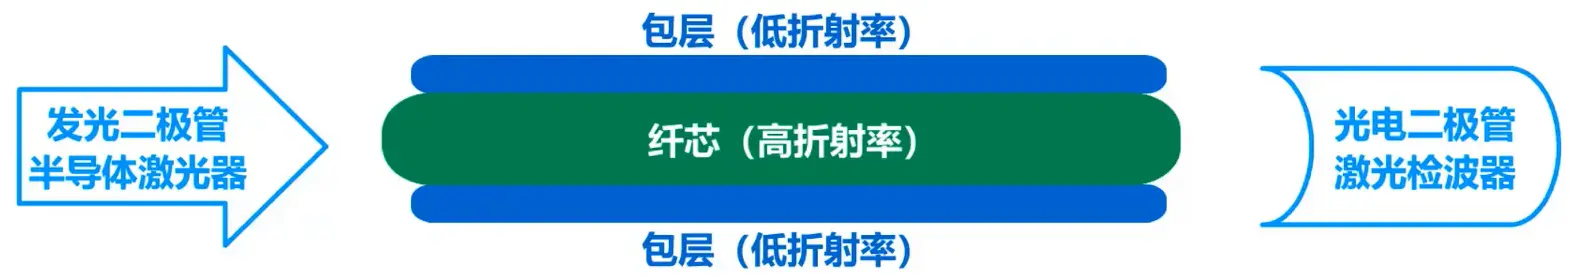 包层（低折射率）
发光二极管
半导体激光器
纤芯（高折射率）
光电二极管
激光检波器
包层（低折射率）